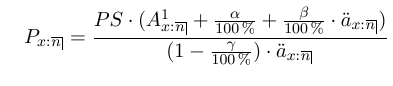 $P_{x:\overline{n}|} = \frac{PS \cdot (A^1_{x:\overline{n}|} + \frac{\alpha}{100\,\%} + \frac{\beta}{100\,\%} \cdot \ddot{a}_{x:\overline{n}|})}{(1 - \frac{\gamma}{100\,\%}) \cdot \ddot{a}_{x:\overline{n}|}}$